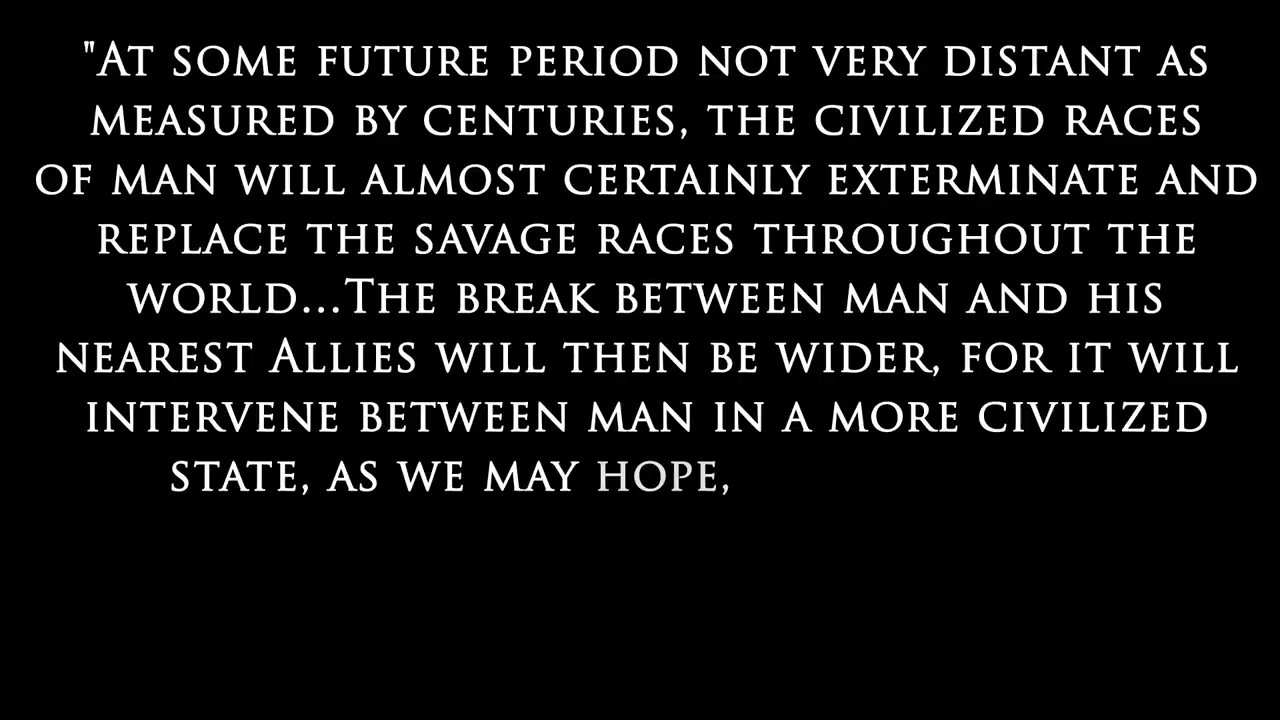 "At some future period not very distant as
measured by centuries, the civilized races
of man will almost certainly exterminate and
replace the savage races throughout the
world...The break between man and his
nearest Allies will then be wider, for it will
intervene between man in a more civilized
state, as we may hope,